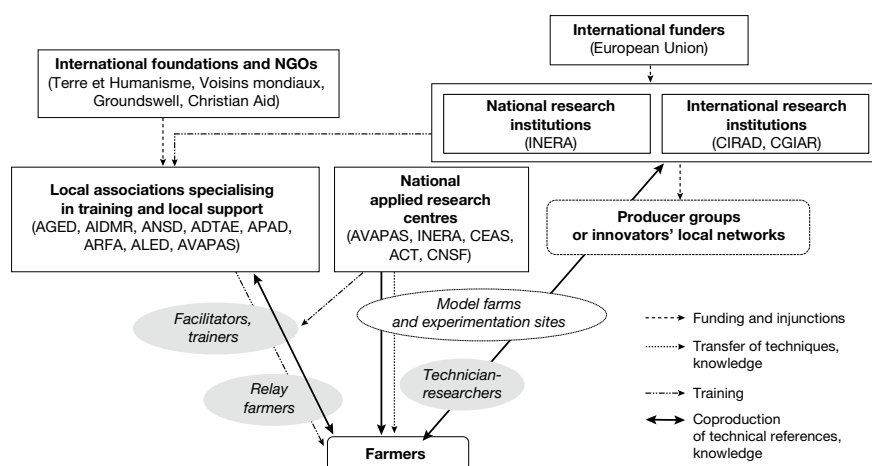 International funders
(European Union)
International foundations and NGOs
(Terre et Humanisme, Voisins mondiaux,
Groundswell, Christian Aid)
National research
institutions
(INERA)
International research
institutions
(CIRAD, CGIAR)
Local associations specialising
in training and local support
(AGED, AIDMR, ANSD, ADTAE, APAD,
ARFA, ALED, AVAPAS)
National
applied research
centres
(AVAPAS, INERA, CEAS,
ACT, CNSF)
Producer groups
or innovators' local networks
Facilitators,
trainers
Model farms
and experimentation sites
Relay
farmers
Technician-
researchers
Farmers
Funding and injunctions
Transfer of techniques,
knowledge
Training
Coproduction
of technical references,
knowledge